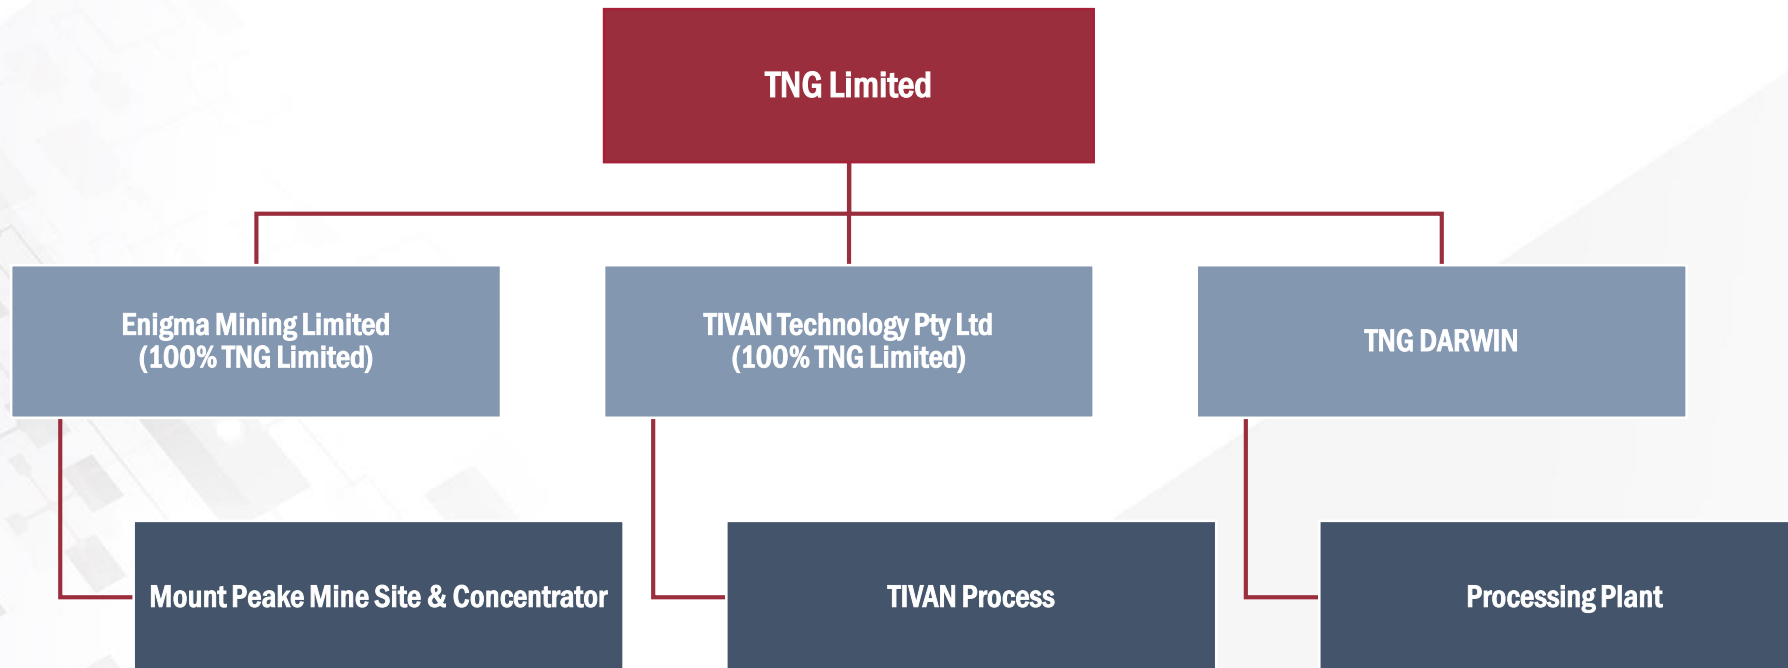 TNG Limited
Enigma Mining Limited
(100% TNG Limited)
TIVAN Technology Pty Ltd
(100% TNG Limited)
TNG DARWIN
Mount Peake Mine Site & Concentrator
TIVAN Process
Processing Plant